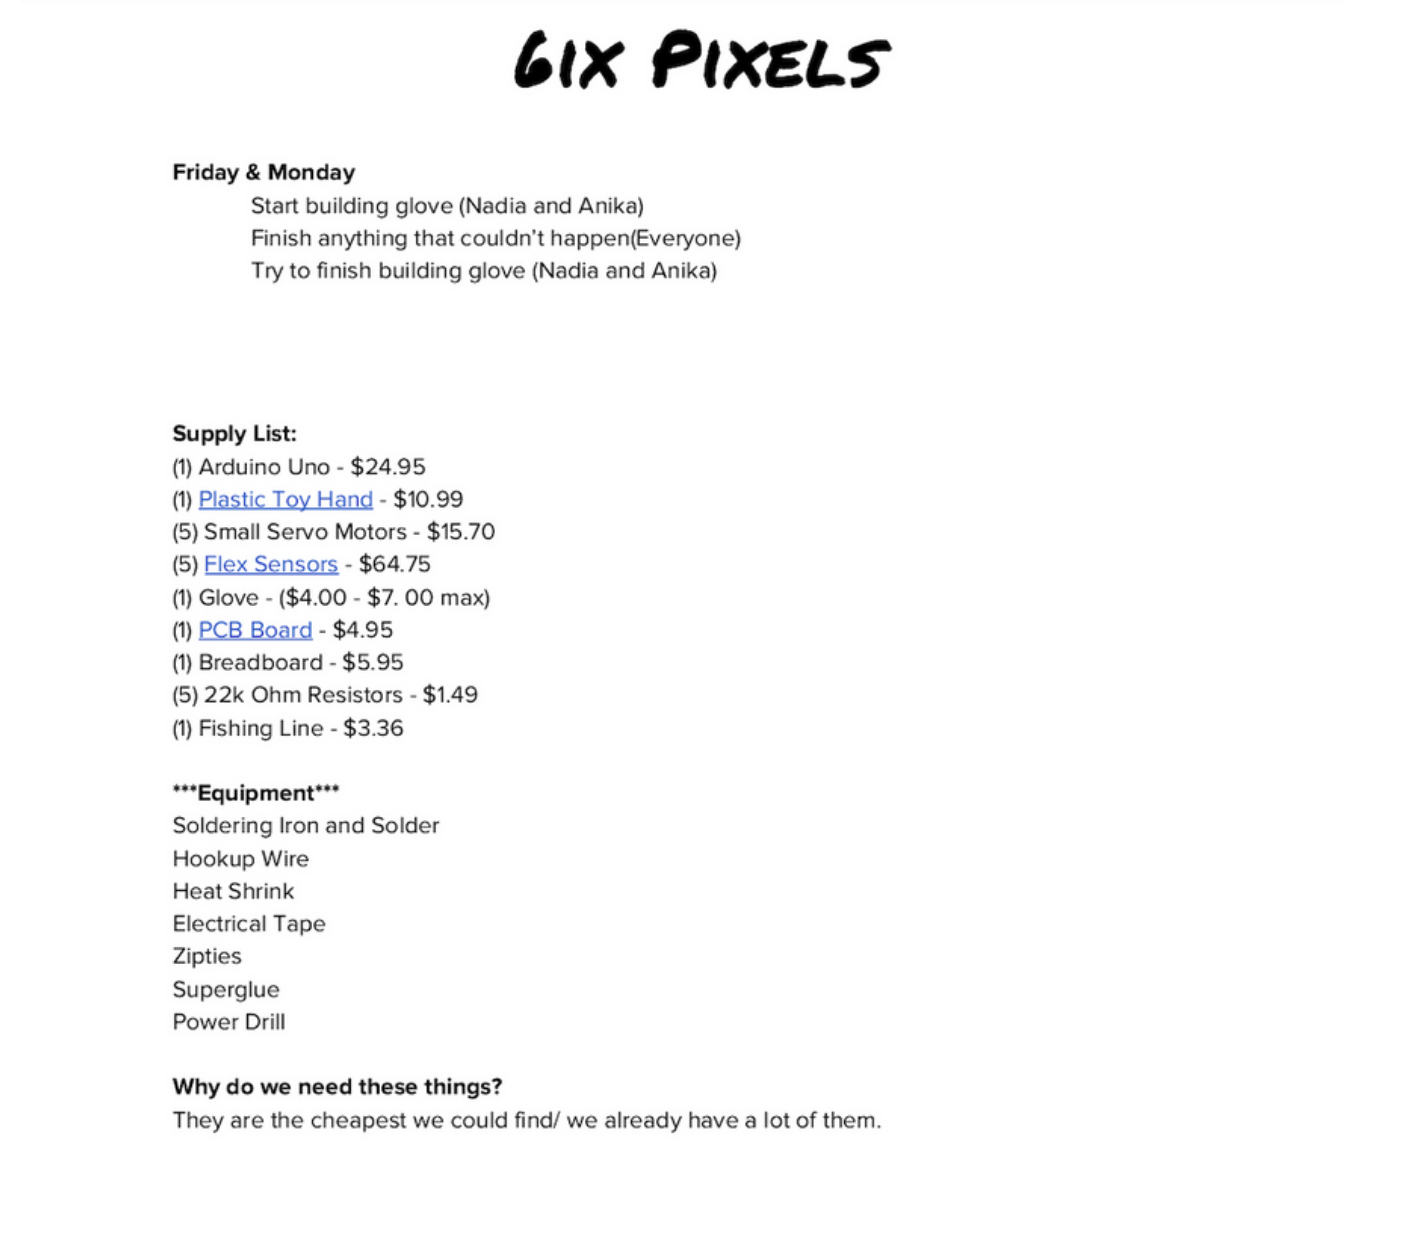 6ix Pixels
Friday & Monday
Start building glove (Nadia and Anika)
Finish anything that couldn't happen(Everyone)
Try to finish building glove (Nadia and Anika)
Supply List:
(1) Arduino Uno - $24.95
(1) Plastic Toy Hand - $10.99
(5) Small Servo Motors - $15.70
(5) Flex Sensors - $64.75
(1) Glove - ($4.00 - $7. 00 max)
(1) PCB Board - $4.95
(1) Breadboard - $5.95
(5) 22k Ohm Resistors - $1.49
(1) Fishing Line - $3.36
***Equipment***
Soldering Iron and Solder
Hookup Wire
Heat Shrink
Electrical Tape
Zipties
Superglue
Power Drill
Why do we need these things?
They are the cheapest we could find/ we already have a lot of them.